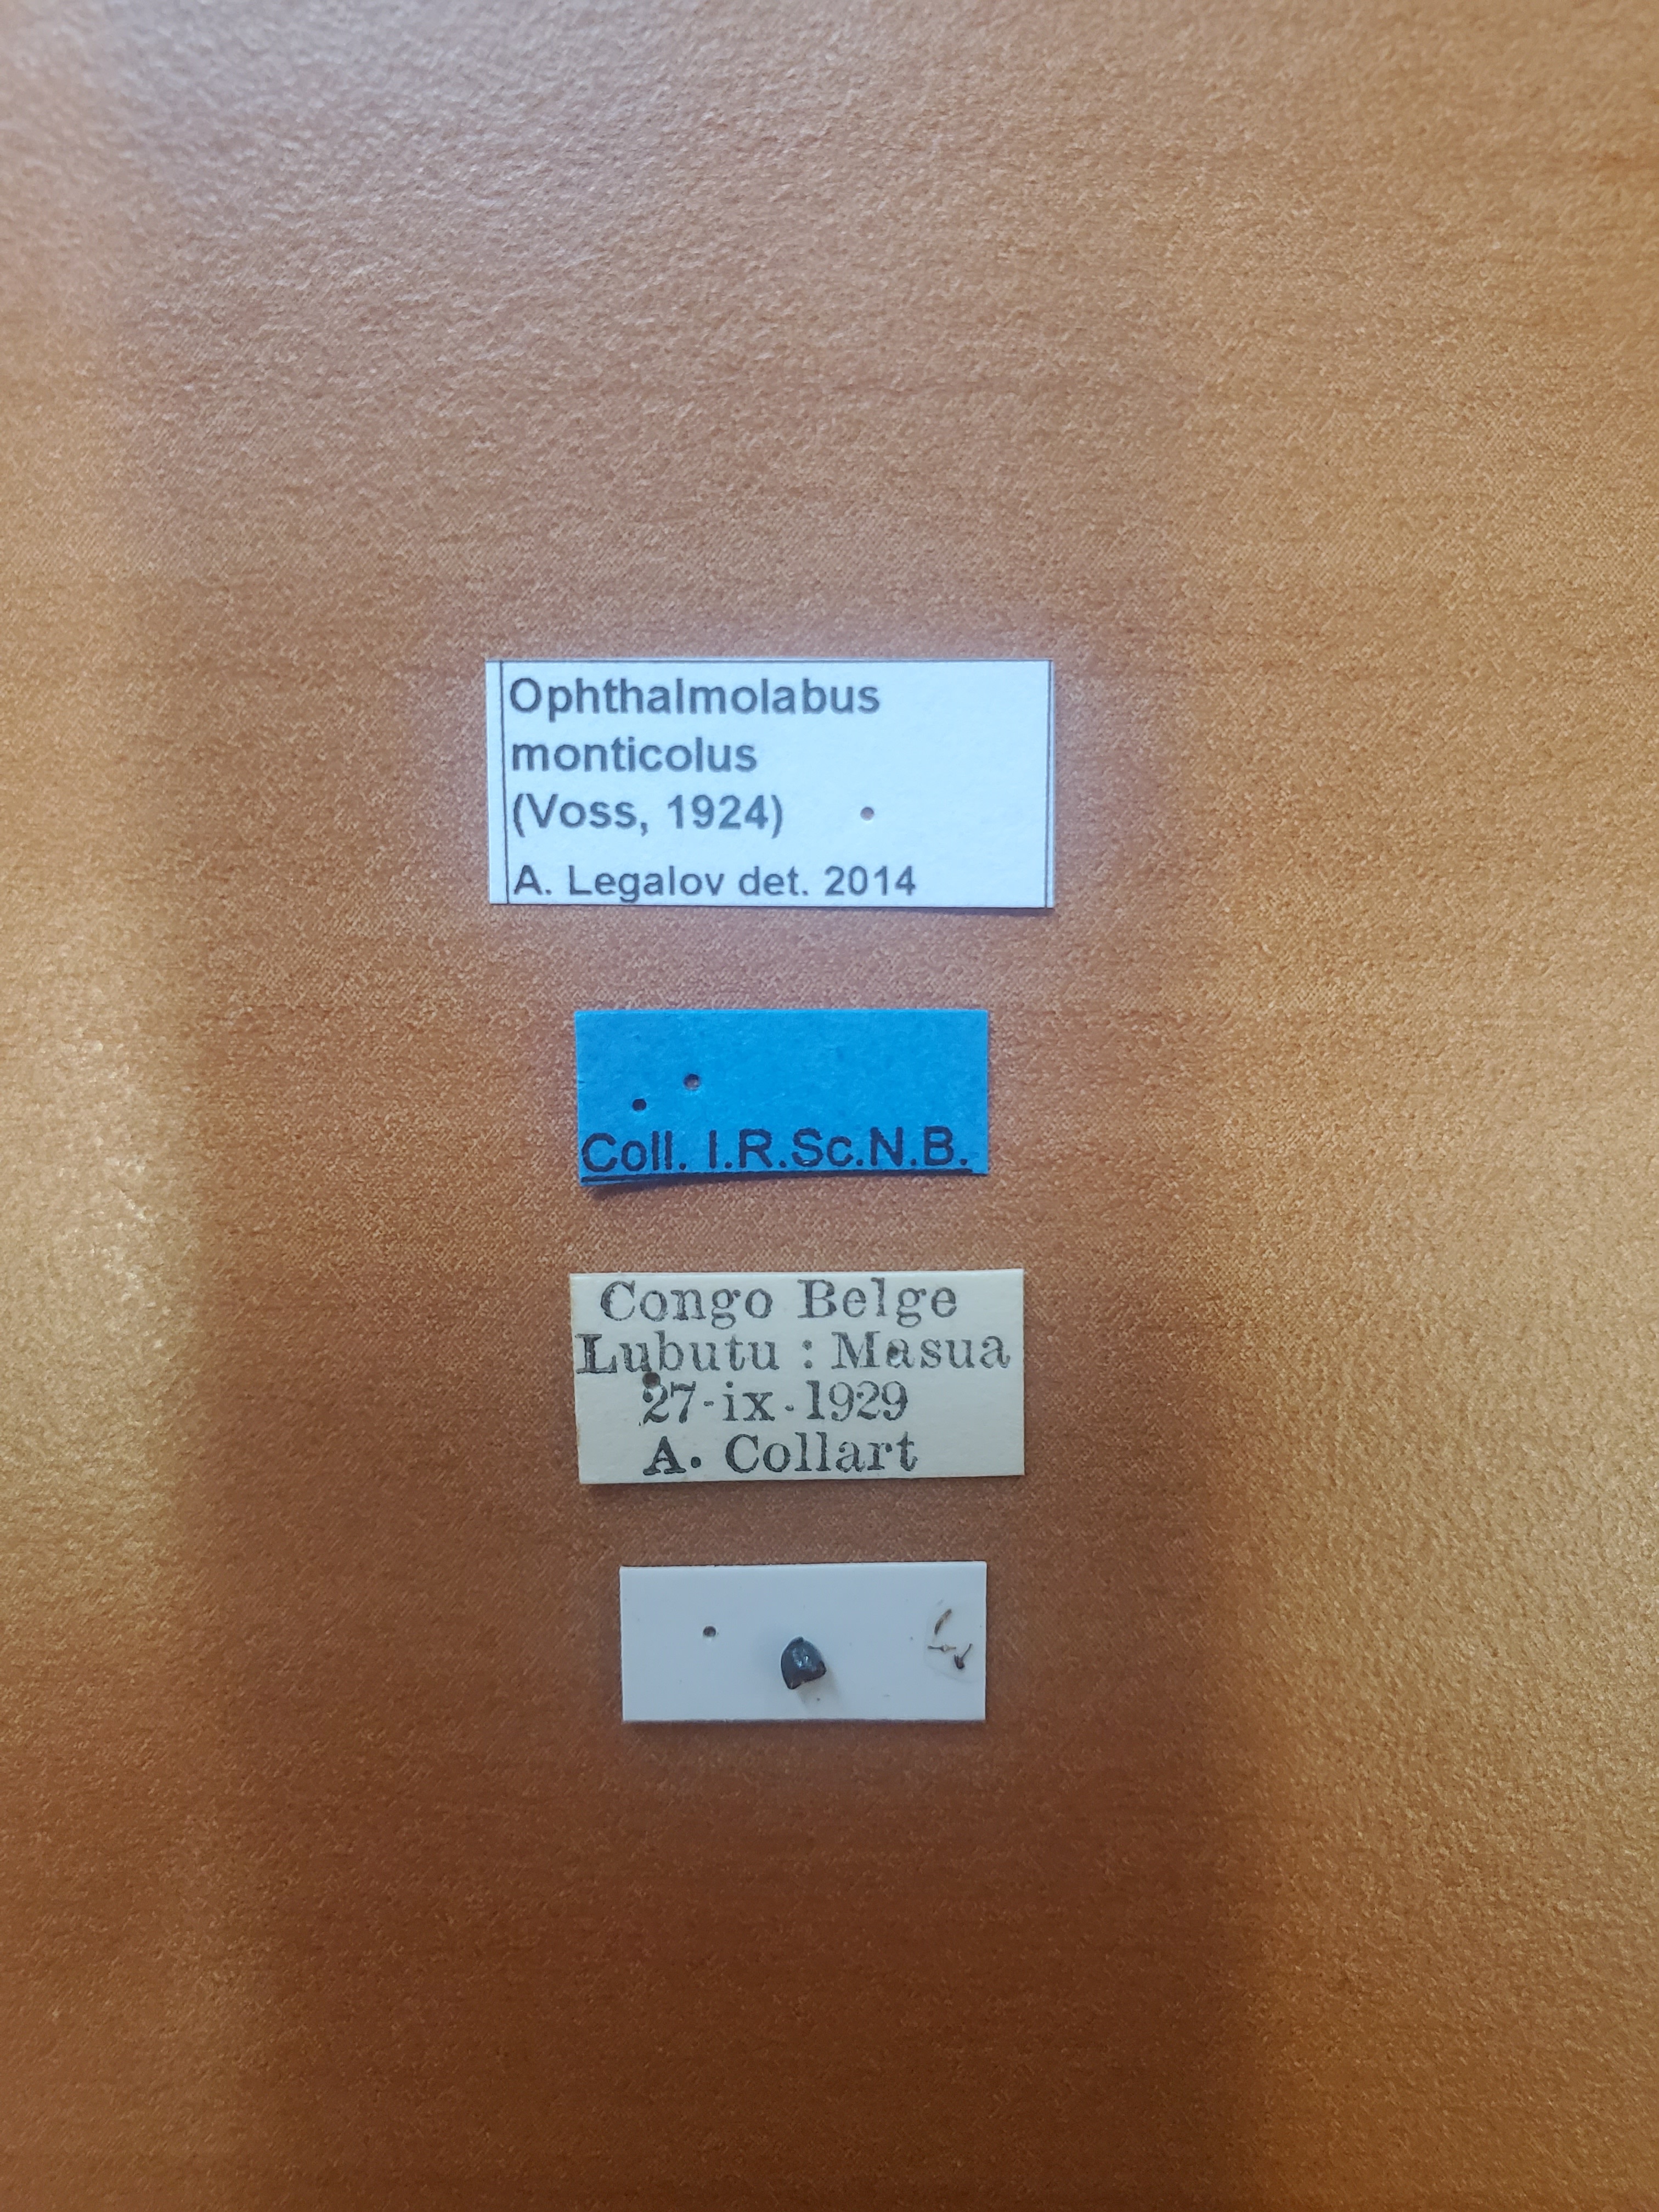 Ophthalmolabus
monticolus
(Voss, 1924)
A. Legalov det. 2014
Coll. I.R.Sc.N.B.
Congo Belge
Lubutu : Masua
27-ix-1929
A. Collart